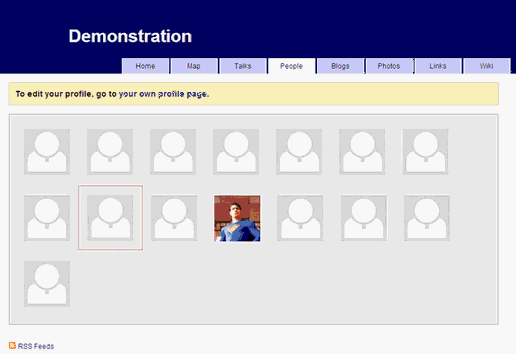 Demonstration
Home Map Talks People Blogs Photos Links Wiki
To edit your profile, go to your own profile page.
RSS Feeds